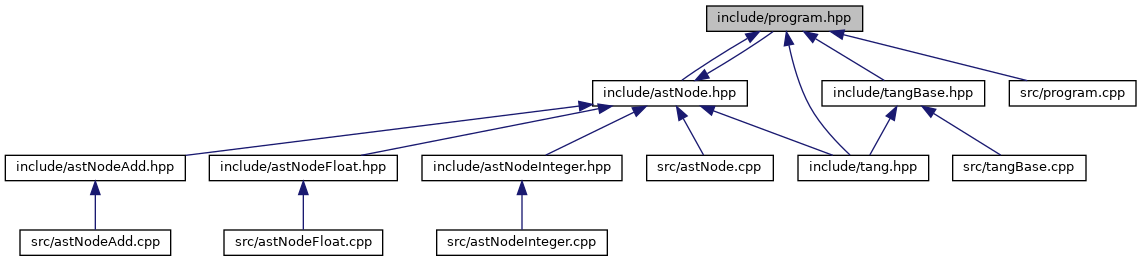 include/program.hpp
include/astNode.hpp
include/tangBase.hpp
src/program.cpp
include/astNodeAdd.hpp
include/astNodeFloat.hpp
include/astNodeInteger.hpp
src/astNode.cpp
include/tang.hpp
src/tangBase.cpp
src/astNodeAdd.cpp
src/astNodeFloat.cpp
src/astNodeInteger.cpp